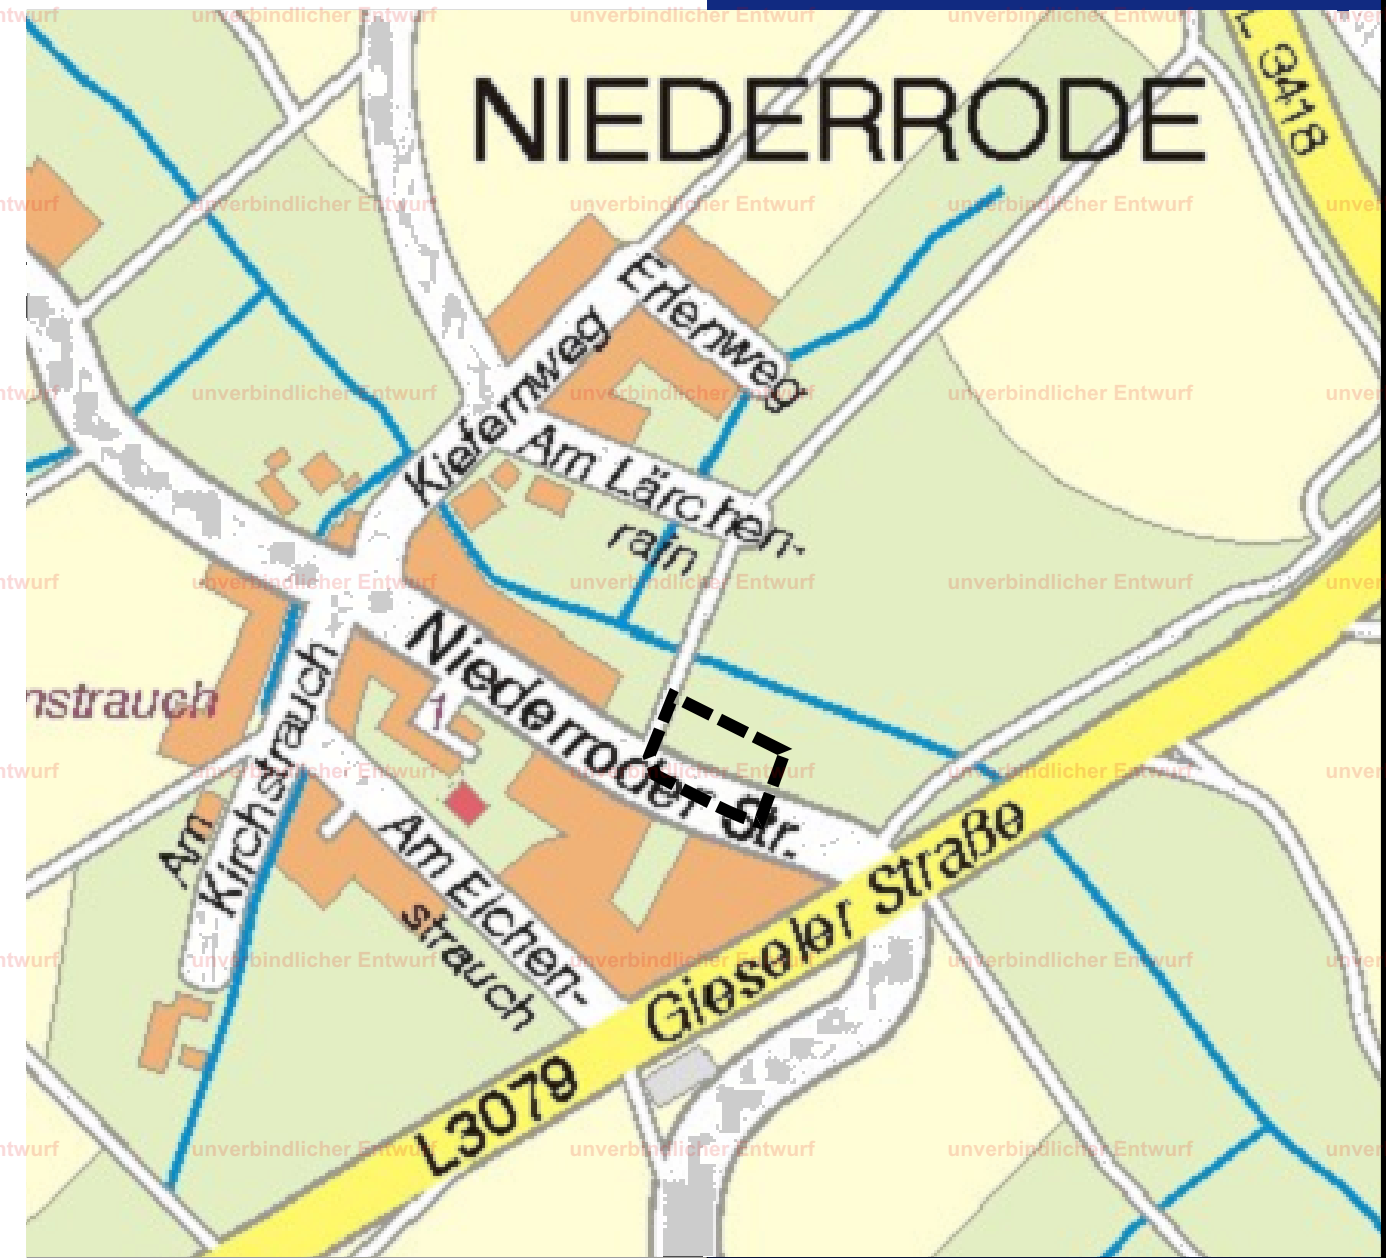 unverbindlicher Entwurf
L 3418
NIEDERRODE
Erlenweg
Kiefernweg
Am Lärchen-
rain
nstrauch
Niederroder Str.
Am
Kirchstrauch
Am Eichen-
strauch
Gieseler Straße
L3079